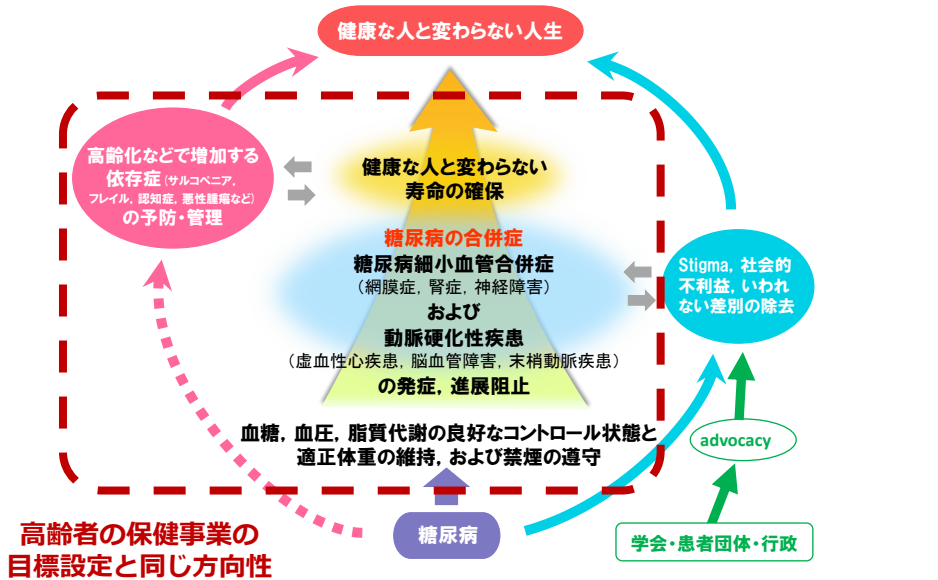 健康な人と変わらない人生
高齢化などで増加する
依存症(サルコペニア,
フレイル, 認知症, 悪性腫瘍など)
の予防・管理
健康な人と変わらない
寿命の確保
糖尿病の合併症
糖尿病細小血管合併症
(網膜症, 腎症, 神経障害)
および
動脈硬化性疾患
(虚血性心疾患, 脳血管障害, 末梢動脈疾患)
の発症, 進展阻止
Stigma, 社会的
不利益, いわれ
ない差別の除去
血糖, 血圧, 脂質代謝の良好なコントロール状態と
適正体重の維持, および禁煙の遵守
advocacy
糖尿病
学会・患者団体・行政
高齢者の保健事業の
目標設定と同じ方向性